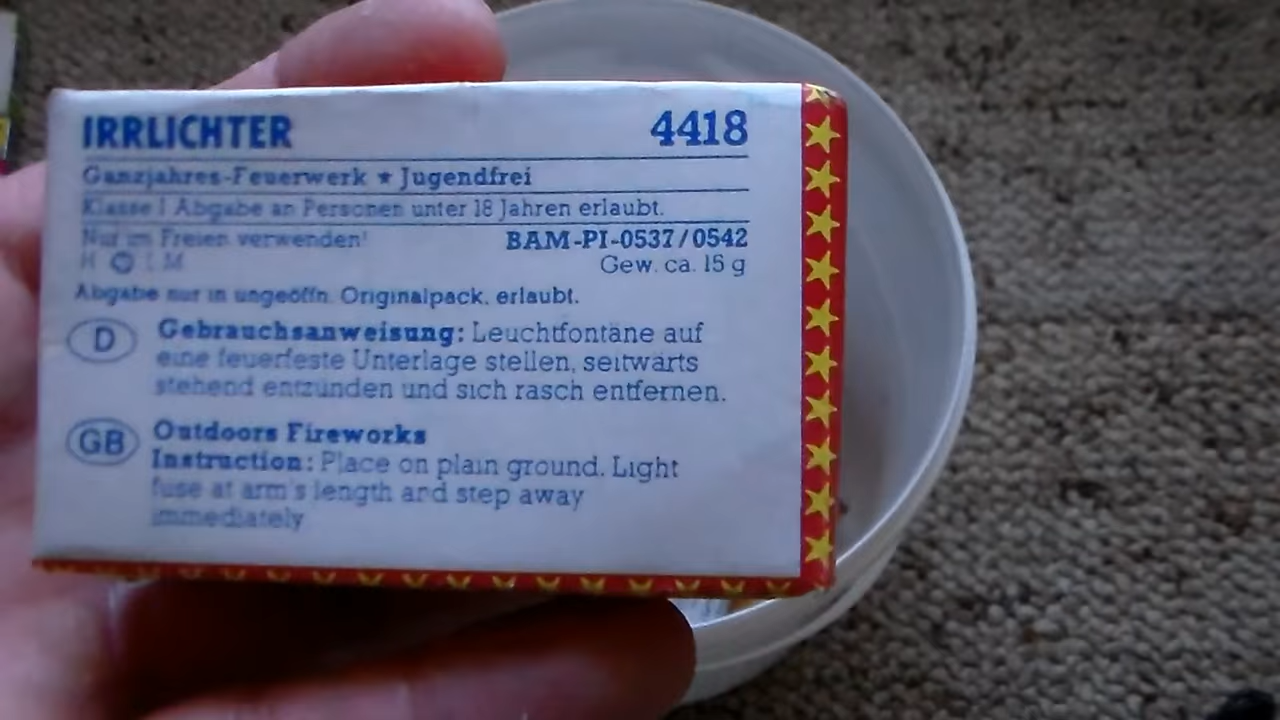 IRRLICHTER 4418
Ganzjahres-Feuerwerk ★ Jugendfrei
Klasse I Abgabe an Personen unter 18 Jahren erlaubt.
Nur im Freien verwenden! BAM-PI-0537/0542
Gew. ca. 15 g
Abgabe nur in ungeöffn. Originalpack. erlaubt.
D Gebrauchsanweisung: Leuchtfontäne auf
eine feuerfeste Unterlage stellen, seitwärts
stehend entzünden und sich rasch entfernen.
GB Outdoors Fireworks
Instruction: Place on plain ground. Light
fuse at arm's length and step away
immediately